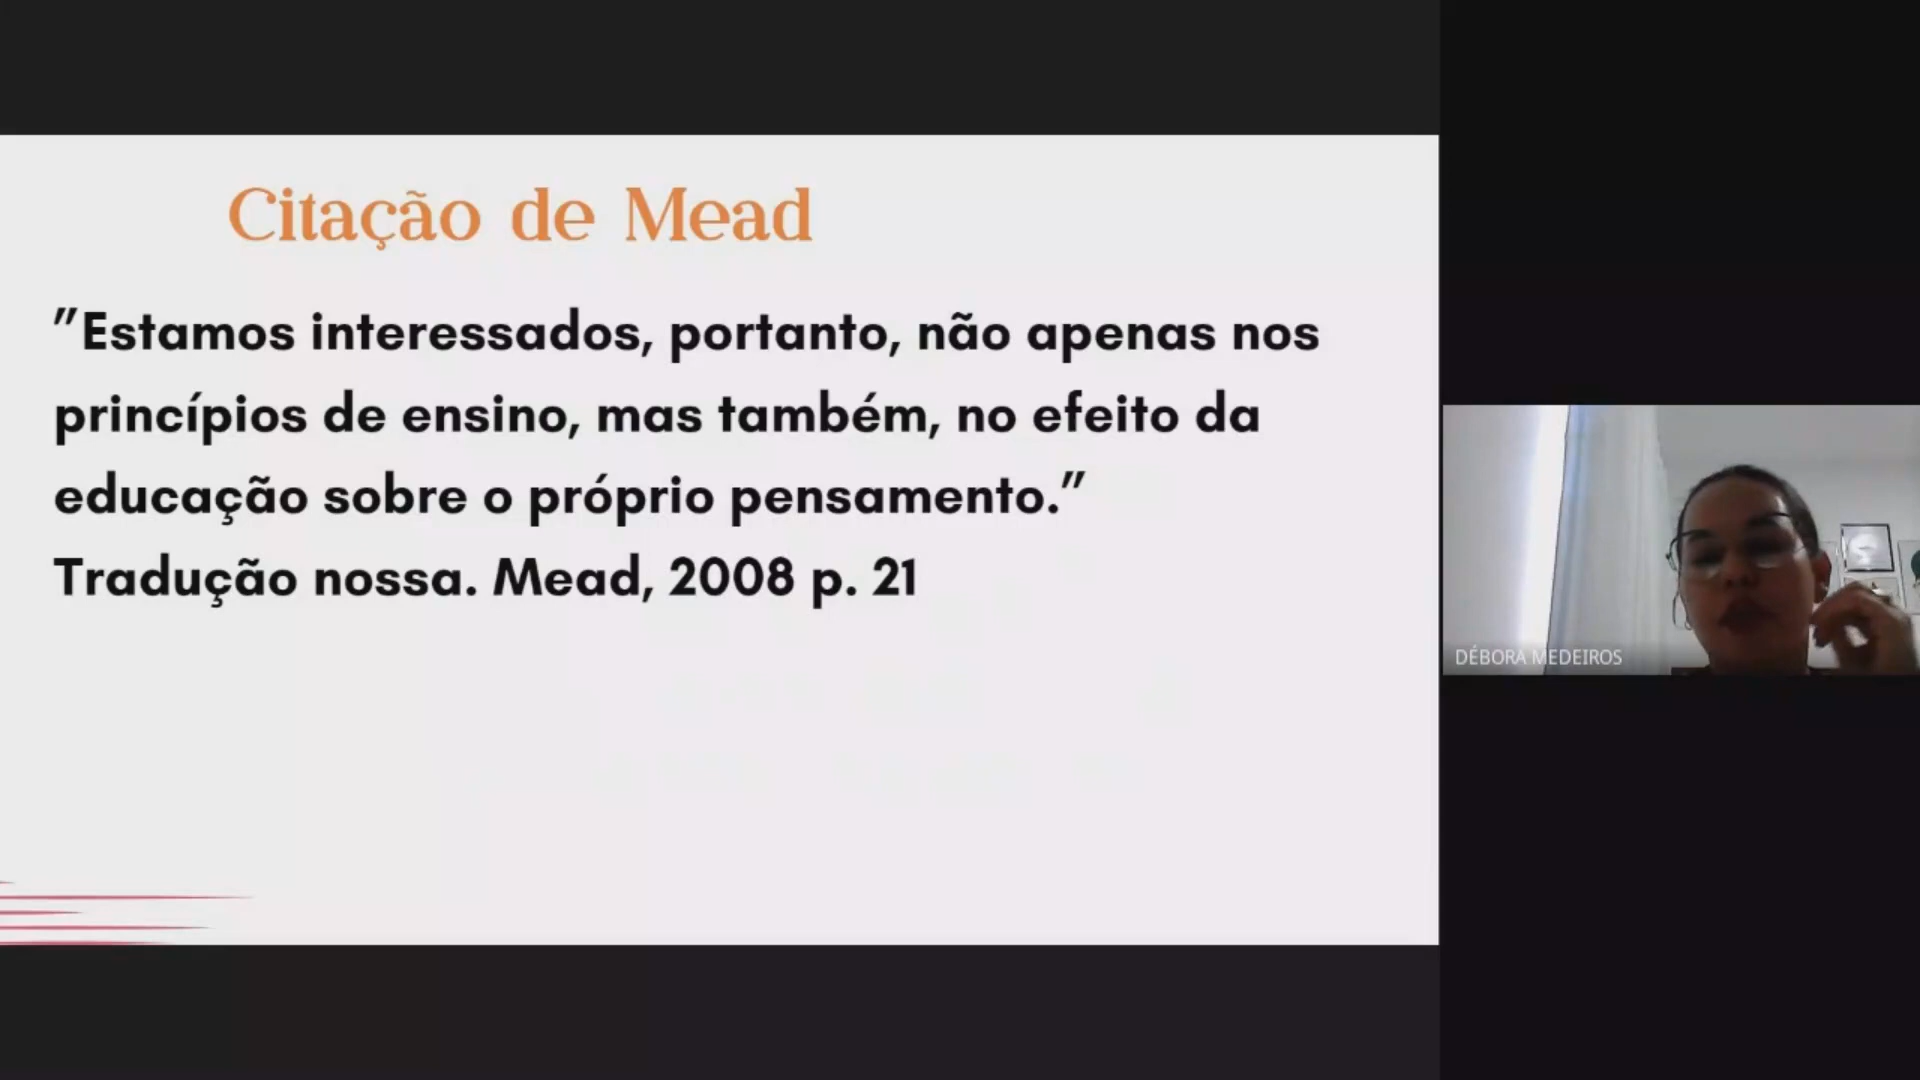 Citação de Mead
”Estamos interessados, portanto, não apenas nos
princípios de ensino, mas também, no efeito da
educação sobre o próprio pensamento.”
Tradução nossa. Mead, 2008 p. 21
DÉBORA MEDEIROS